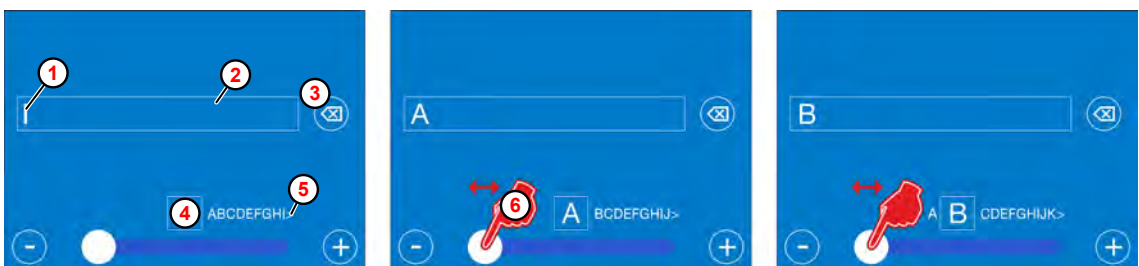 1
2
3
4
ABCDEFGHI>
5
-
+
A
6
A BCDEFGHIJ>
-
+
B
A B CDEFGHIJK>
-
+